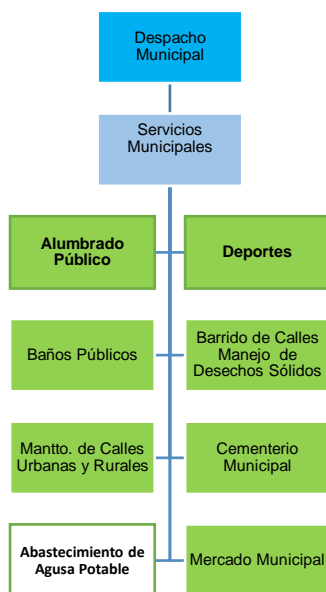 Despacho
Municipal
Servicios
Municipales
Alumbrado
Público
Deportes
Baños Públicos
Barrido de Calles
Manejo de
Desechos Sólidos
Mantto. de Calles
Urbanas y Rurales
Cementerio
Municipal
Abastecimiento de
Agusa Potable
Mercado Municipal